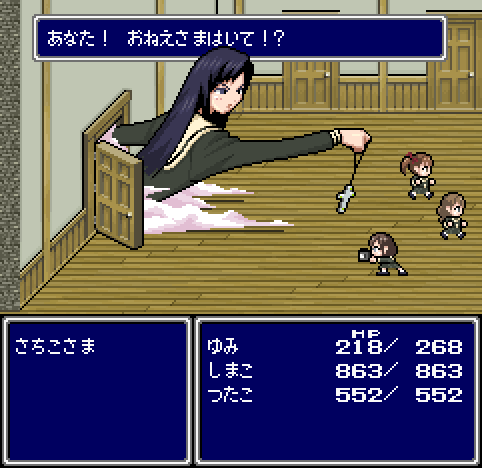 あなた！ おねえさまはいて！？
さちこさま
HP
ゆみ 218/ 268
しまこ 863/ 863
つたこ 552/ 552